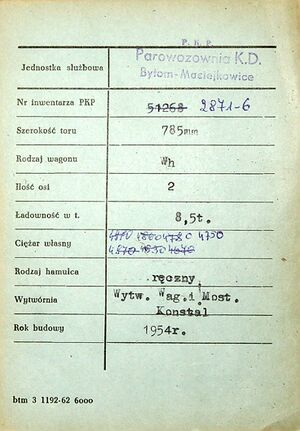 P. K. P.
Jednostka służbowa Parowozownia K.D.
Bytom-Maciejkowice
Nr inwentarza PKP 51268 2871-6
Szerokość toru 785mm
Rodzaj wagonu Wh
Ilość osi 2
Ładowność w t. 8,5t.
Ciężar własny 4780 4750
Rodzaj hamulca ręczny
Wytwórnia Wytw. Wag. i Most.
Konstal
Rok budowy 1954r.
btm 3 1192-62 6000